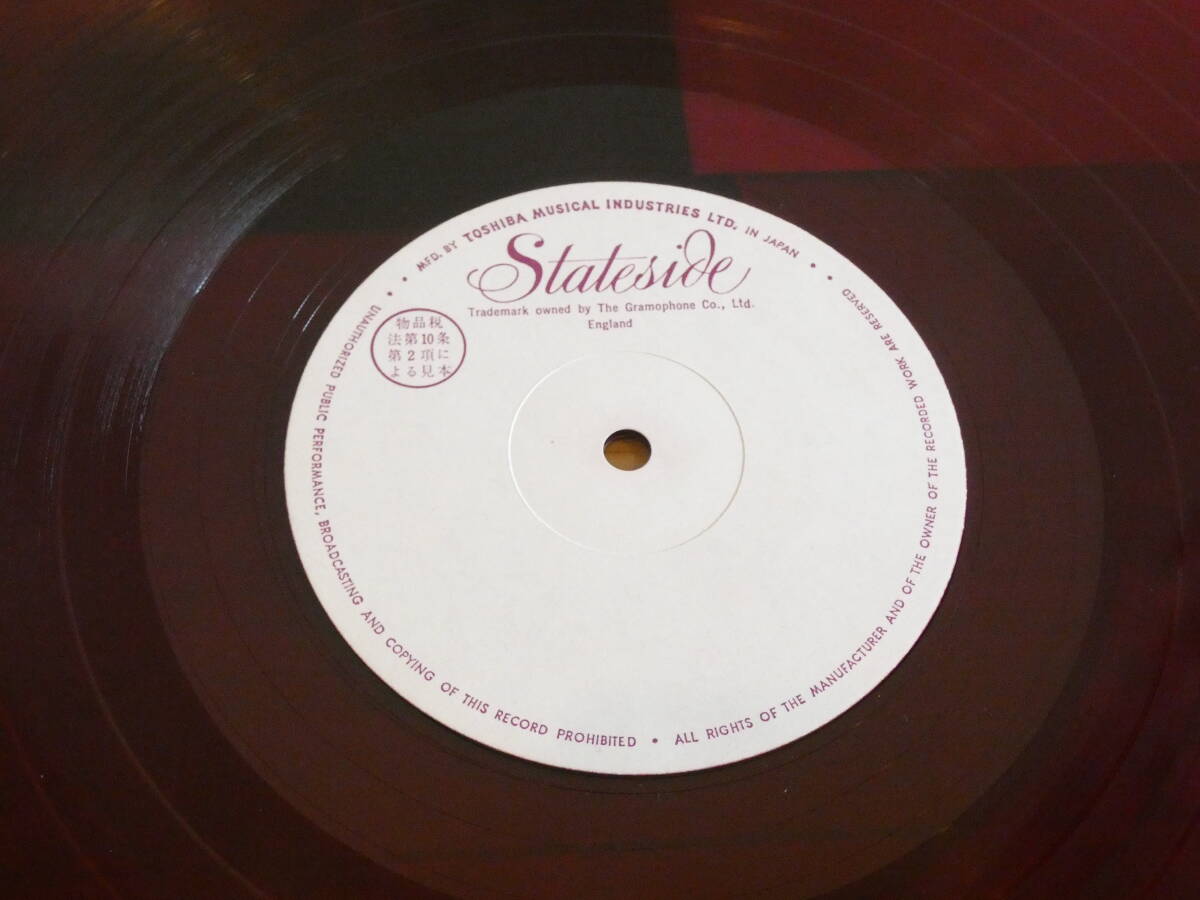 • • MFD. BY TOSHIBA MUSICAL INDUSTRIES LTD. IN JAPAN • •
Stateside
Trademark owned by The Gramophone Co., Ltd.
England
物品税
法第10条
第2項に
よる見本
UNAUTHORIZED PUBLIC PERFORMANCE, BROADCASTING AND COPYING OF THIS RECORD PROHIBITED • ALL RIGHTS OF THE MANUFACTURER AND OF THE OWNER OF THE RECORDED WORK ARE RESERVED